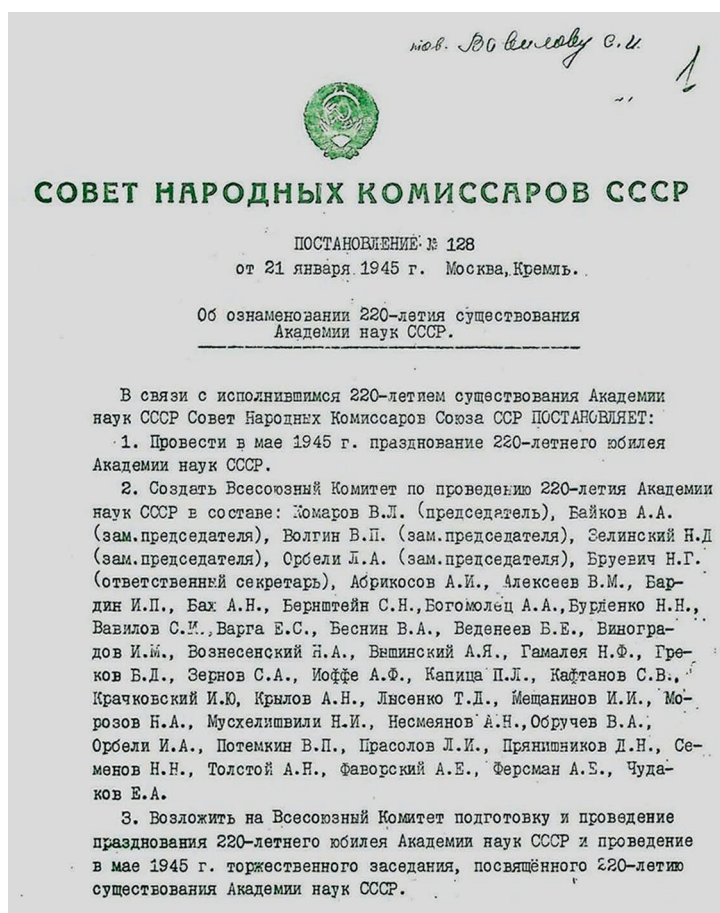 тов. Вавилову С.И.
1
СОВЕТ НАРОДНЫХ КОМИССАРОВ СССР
ПОСТАНОВЛЕНИЕ № 128
от 21 января 1945 г. Москва, Кремль.
Об ознаменовании 220-летия существования
Академии наук СССР.
В связи с исполнившимся 220-летием существования Академии
наук СССР Совет Народных Комиссаров Союза ССР ПОСТАНОВЛЯЕТ:
1. Провести в мае 1945 г. празднование 220-летнего юбилея
Академии наук СССР.
2. Создать Всесоюзный Комитет по проведению 220-летия Академии
наук СССР в составе: Комаров В.Л. (председатель), Байков А.А.
(зам.председателя), Волгин В.П. (зам.председателя), Зелинский Н.Д
(зам.председателя), Орбели Л.А. (зам.председателя), Бруевич Н.Г.
(ответственный секретарь), Абрикосов А.И., Алексеев В.М., Бар-
дин И.П., Бах А.Н., Бернштейн С.Н.,Богомолец А.А.,Бурденко Н.Н.,
Вавилов С.И.,Варга Е.С., Веснин В.А., Веденеев Б.Е., Виногра-
дов И.М., Вознесенский Н.А., Вышинский А.Я., Гамалея Н.Ф., Гре-
ков Б.Д., Зернов С.А., Иоффе А.Ф., Капица П.Л., Кафтанов С.В.,
Крачковский И.Ю, Крылов А.Н., Лысенко Т.Д., Мещанинов И.И., Мо-
розов Н.А., Мусхелишвили Н.И., Несмеянов А.Н.,Обручев В.А.,
Орбели И.А., Потемкин В.П., Прасолов Л.И., Прянишников Д.Н., Се-
менов Н.Н., Толстой А.Н., Фаворский А.Е., Ферсман А.Е., Чуда-
ков Е.А.
3. Возложить на Всесоюзный Комитет подготовку и проведение
празднования 220-летнего юбилея Академии наук СССР и проведение
в мае 1945 г. торжественного заседания, посвящённого 220-летию
существования Академии наук СССР.